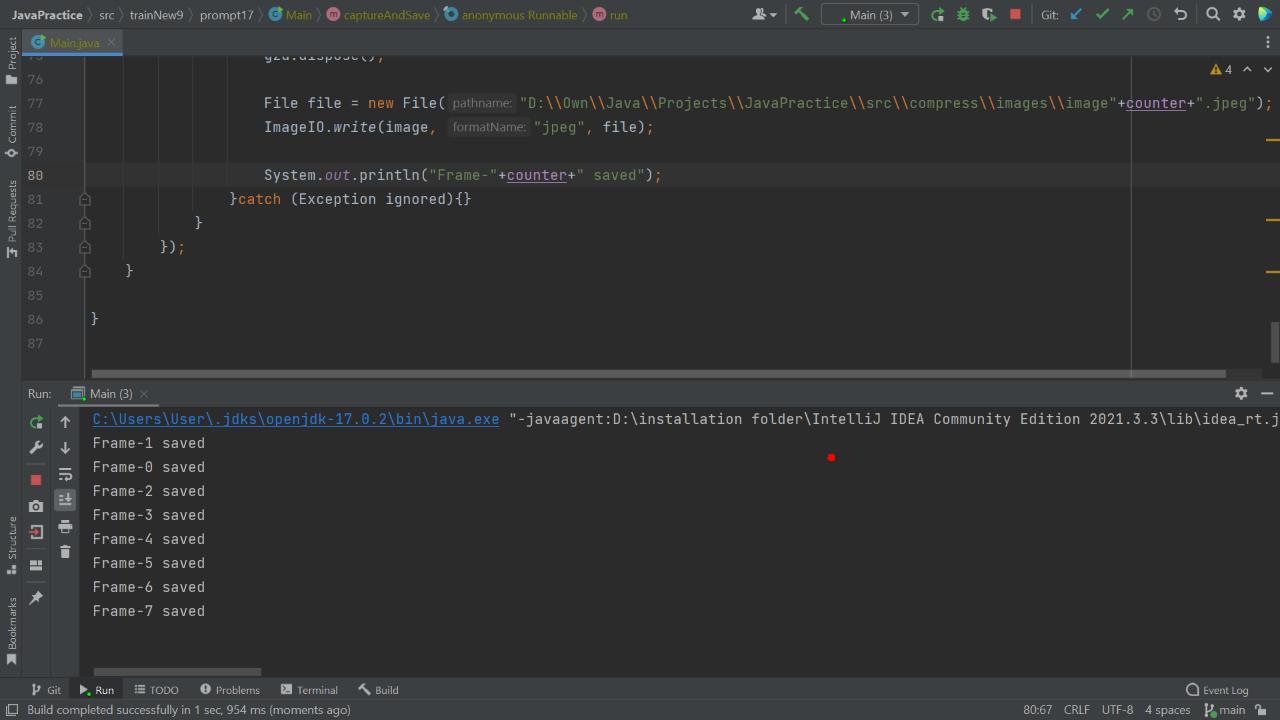 JavaPractice src trainNew9 prompt17 Main captureAndSave anonymous Runnable run Main (3) Git:
Main.java
Project
Commit
Pull Requests
Structure
Bookmarks
4
75 g2d.dispose();
76
77 File file = new File( pathname: "D:\\Own\\Java\\Projects\\JavaPractice\\src\\compress\\images\\image"+counter+".jpeg");
78 ImageIO.write(image, formatName: "jpeg", file);
79
80 System.out.println("Frame-"+counter+" saved");
81 }catch (Exception ignored){}
82 }
83 });
84 }
85
86 }
87
Run: Main (3)
C:\Users\User\.jdks\openjdk-17.0.2\bin\java.exe "-javaagent:D:\installation folder\IntelliJ IDEA Community Edition 2021.3.3\lib\idea_rt.j
Frame-1 saved
Frame-0 saved
Frame-2 saved
Frame-3 saved
Frame-4 saved
Frame-5 saved
Frame-6 saved
Frame-7 saved
Git Run TODO Problems Terminal Build Event Log
Build completed successfully in 1 sec, 954 ms (moments ago) 80:67 CRLF UTF-8 4 spaces main